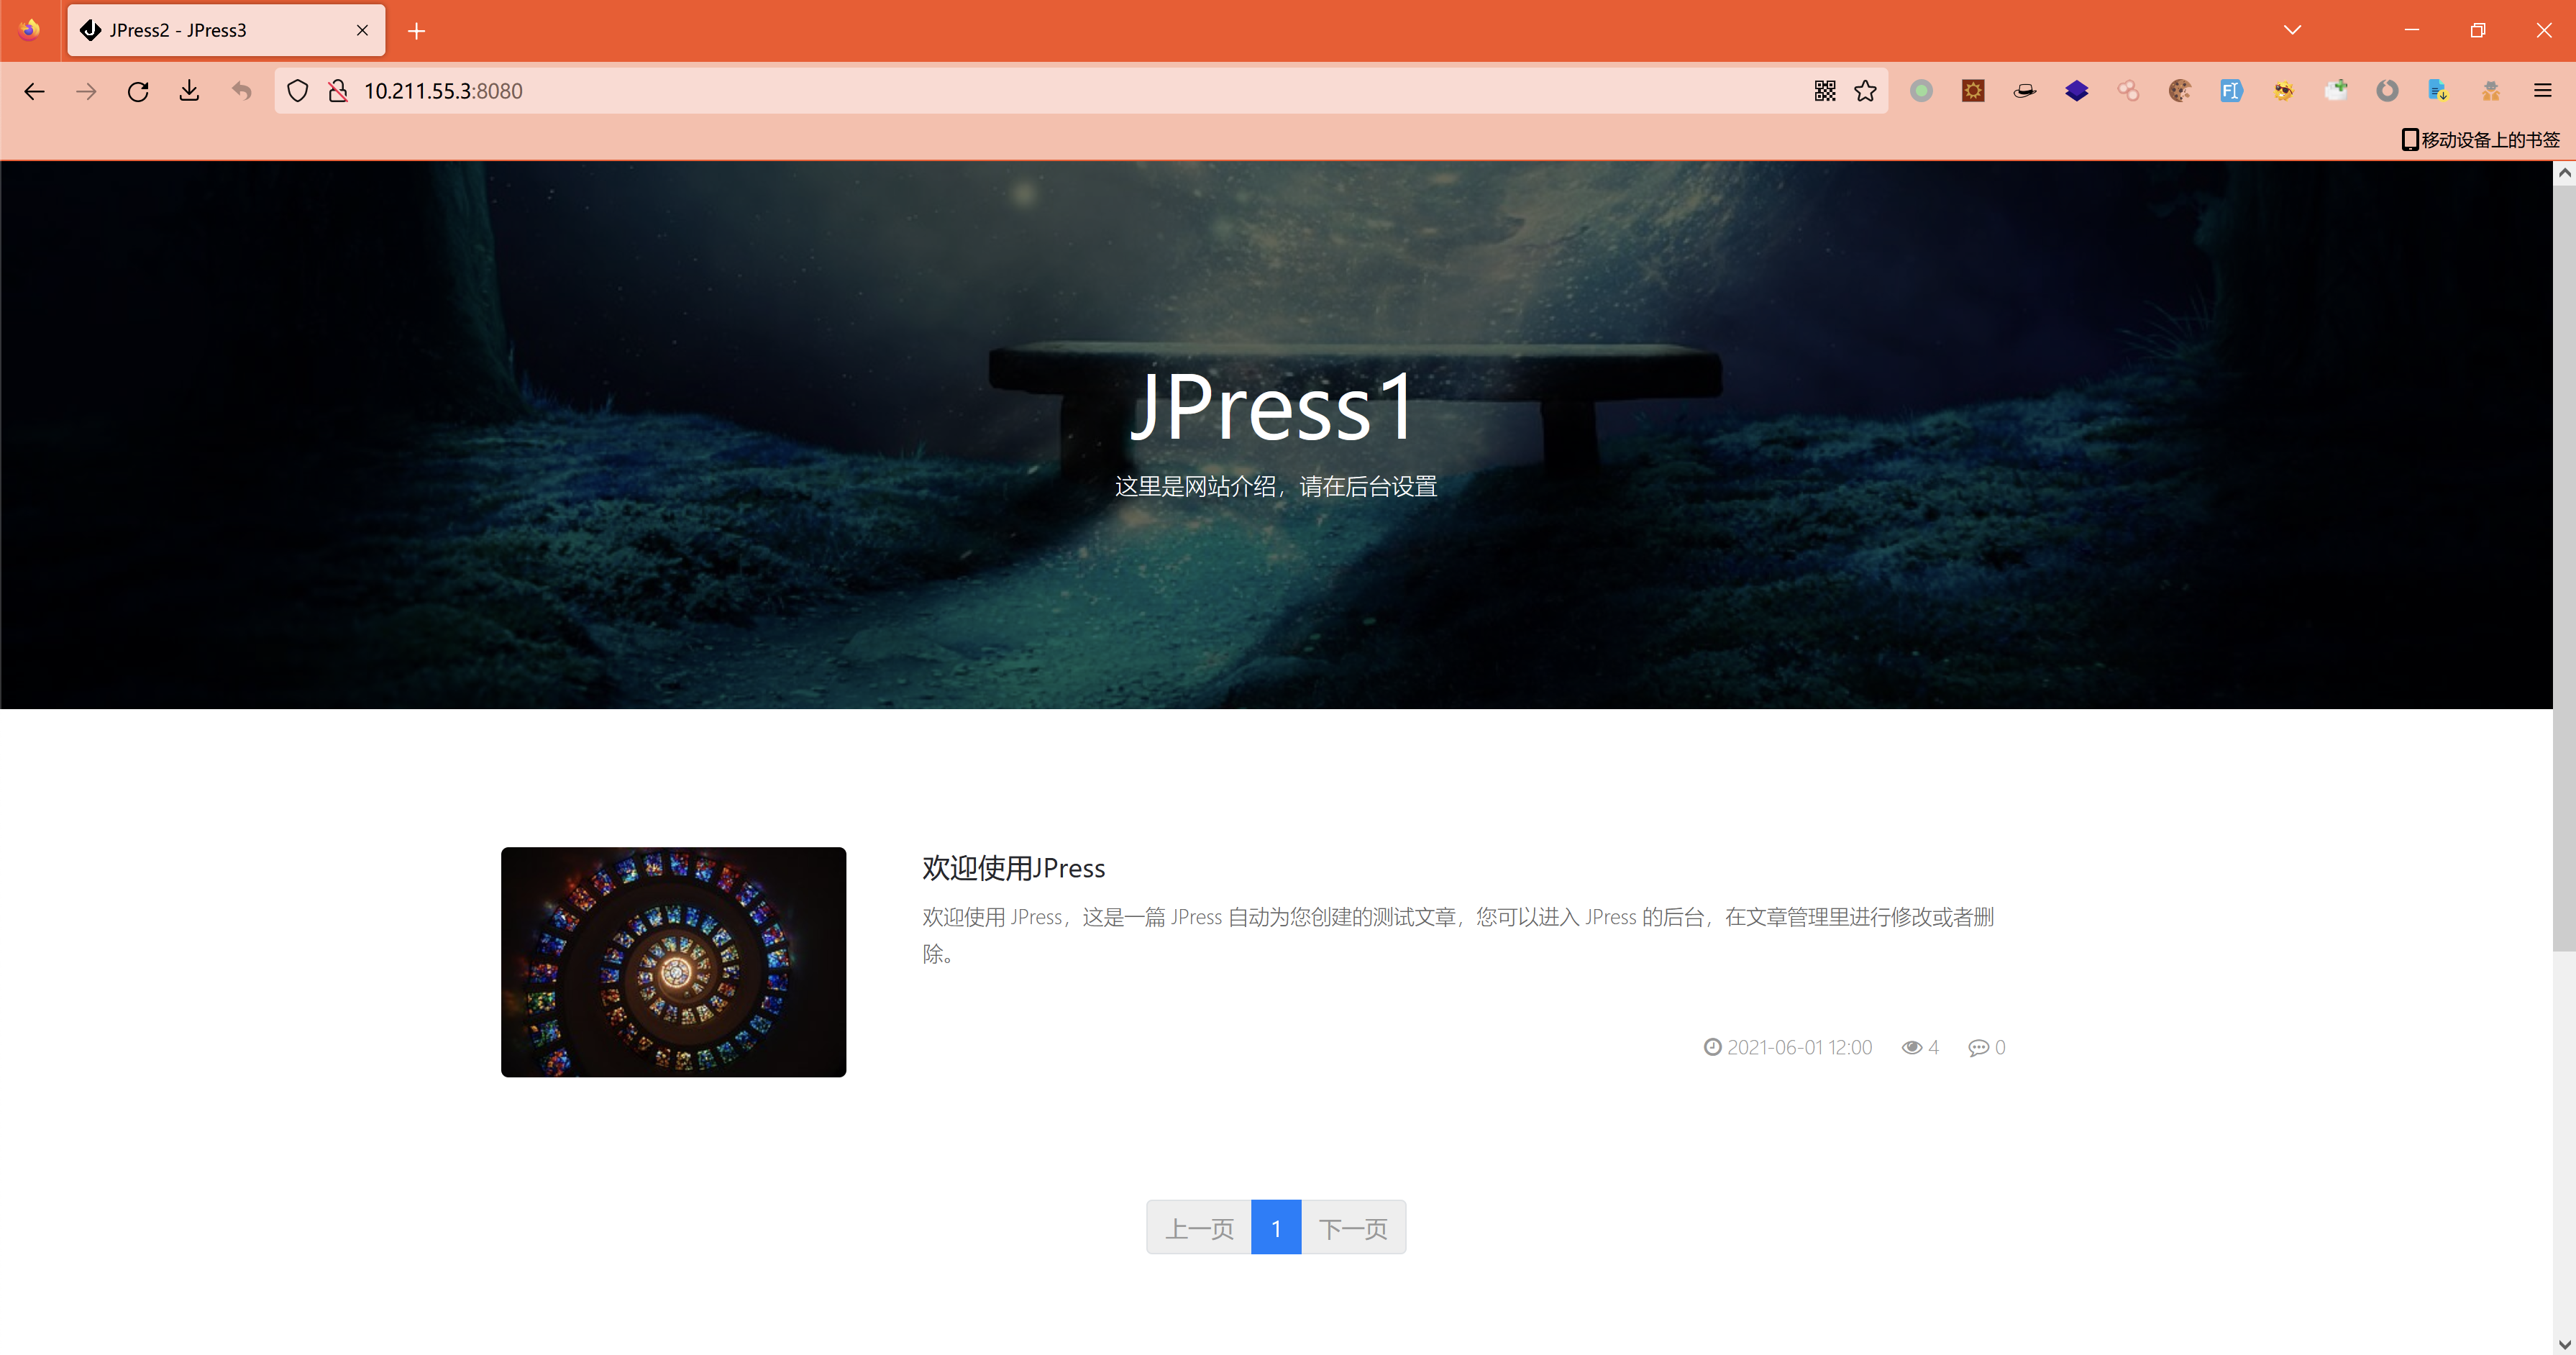 JPress2 - JPress3
10.211.55.3:8080
移动设备上的书签
JPress1
这里是网站介绍，请在后台设置
欢迎使用JPress
欢迎使用 JPress，这是一篇 JPress 自动为您创建的测试文章，您可以进入 JPress 的后台，在文章管理里进行修改或者删
除。
2021-06-01 12:00 4 0
上一页 1 下一页